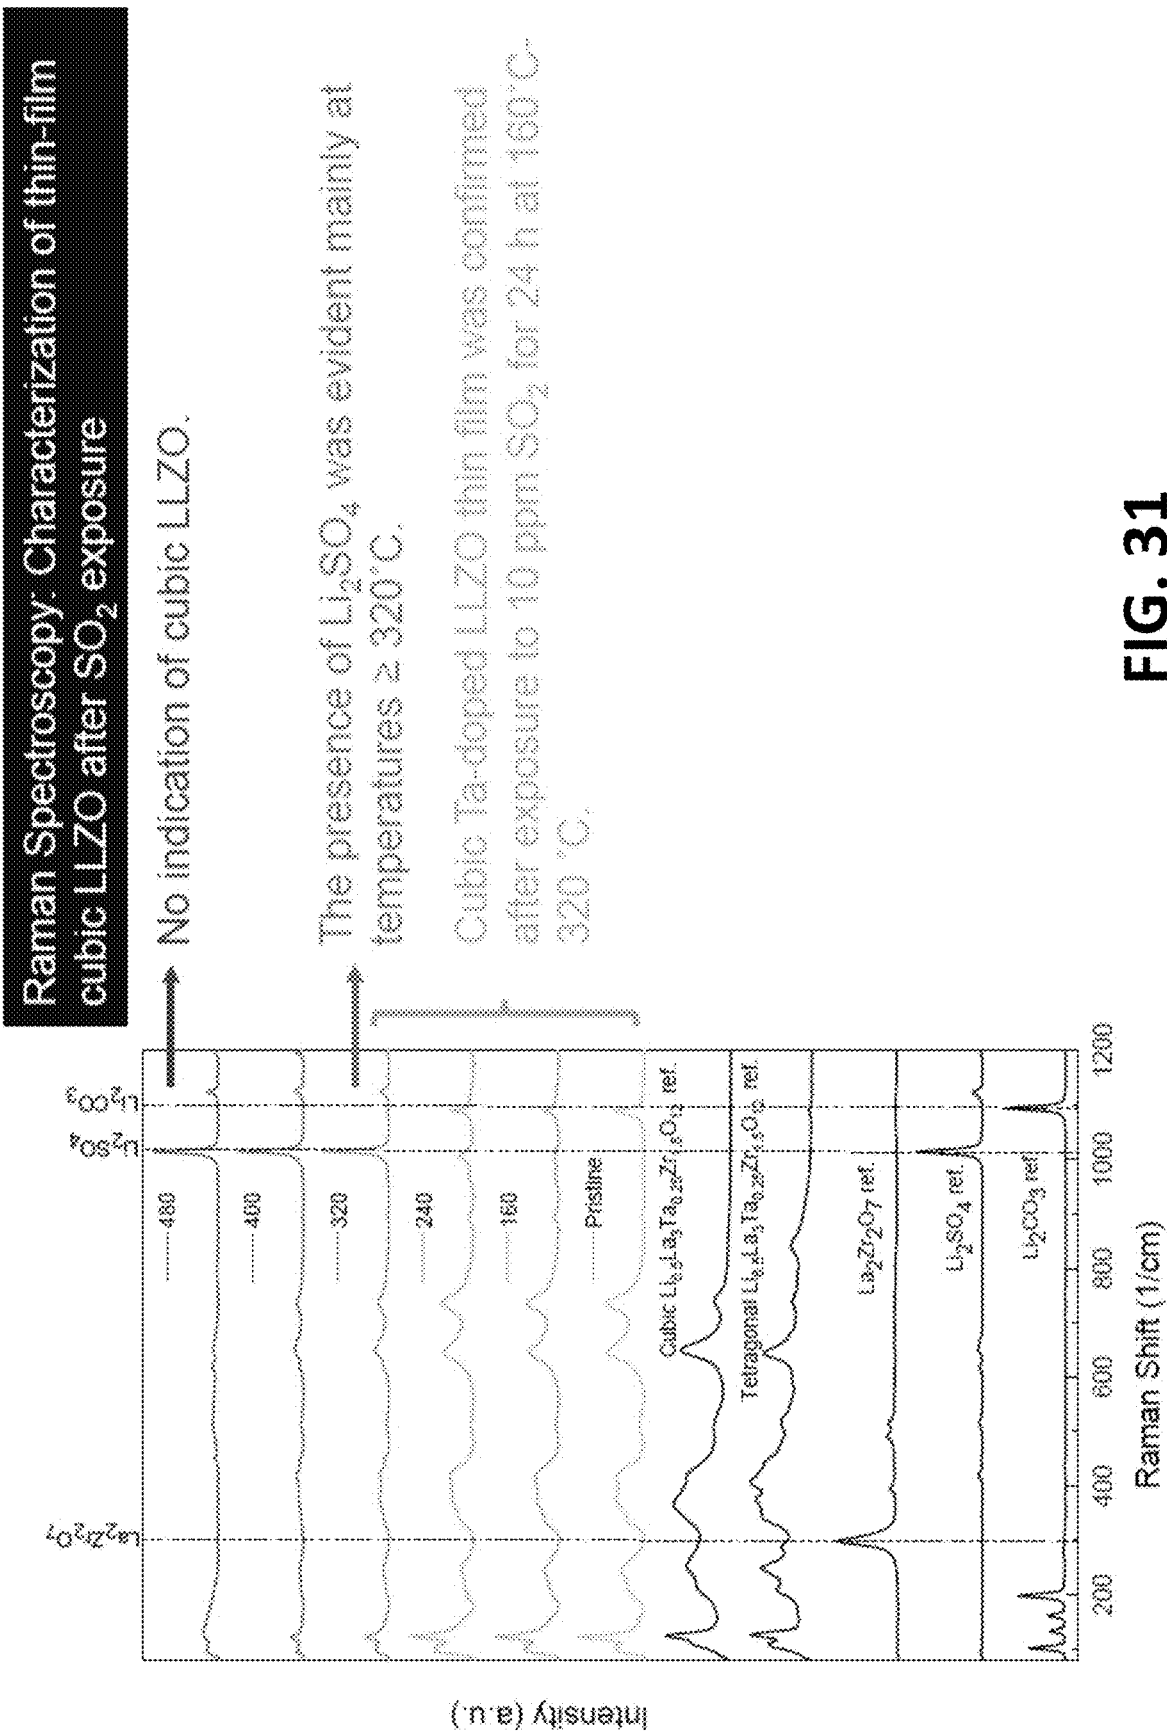 Raman Spectroscopy: Characterization of thin-film
cubic LLZO after SO₂ exposure
No indication of cubic LLZO.
The presence of Li₂SO₄ was evident mainly at
temperatures ≥ 320°C.
Cubic Ta-doped LLZO thin film was confirmed
after exposure to 10 ppm SO₂ for 24 h at 160°C-
320 °C.
La₂Zr₂O₇
Li₂SO₄
Li₂CO₃
480
400
320
240
160
Pristine
Cubic Li₆.₅La₃Ta₀.₂₅Zr₁.₆O₁₂ ref.
Tetragonal Li₆.₅La₃Ta₀.₂₅Zr₁.₅O₁₂ ref.
La₂Zr₂O₇ ref.
Li₂SO₄ ref.
Li₂CO₃ ref
200
400
600
800
1000
1200
Raman Shift (1/cm)
Intensity (a.u.)
FIG. 31